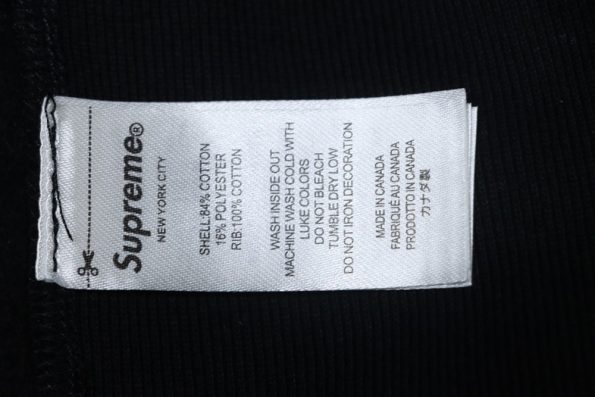 Supreme®
NEW YORK CITY
SHELL:84% COTTON
16% POLYESTER
RIB:100% COTTON
WASH INSIDE OUT
MACHINE WASH COLD WITH
LUKE COLORS
DO NOT BLEACH
TUMBLE DRY LOW
DO NOT IRON DECORATION
MADE IN CANADA
FABRIQUÉ AU CANADA
PRODOTTO IN CANADA
カナダ製